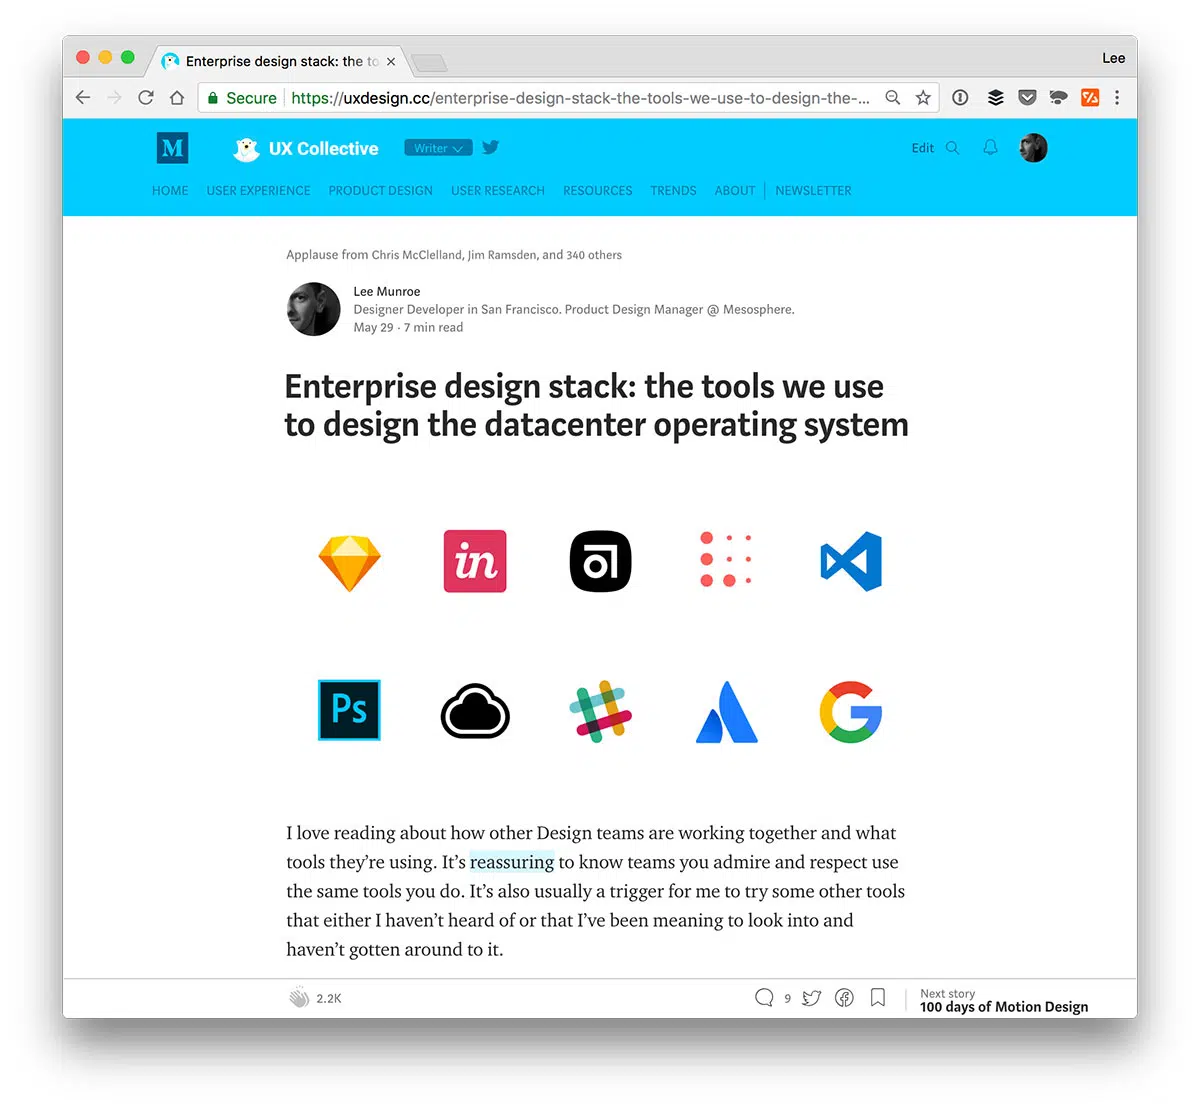 Enterprise design stack: the to
Lee
Secure https://uxdesign.cc/enterprise-design-stack-the-tools-we-use-to-design-the-...
M UX Collective Writer Edit
HOME USER EXPERIENCE PRODUCT DESIGN USER RESEARCH RESOURCES TRENDS ABOUT NEWSLETTER
Applause from Chris McClelland, Jim Ramsden, and 340 others
Lee Munroe
Designer Developer in San Francisco. Product Design Manager @ Mesosphere.
May 29 · 7 min read
Enterprise design stack: the tools we use
to design the datacenter operating system
in
Ps
G
I love reading about how other Design teams are working together and what
tools they’re using. It’s reassuring to know teams you admire and respect use
the same tools you do. It’s also usually a trigger for me to try some other tools
that either I haven’t heard of or that I’ve been meaning to look into and
haven’t gotten around to it.
2.2K 9
Next story
100 days of Motion Design